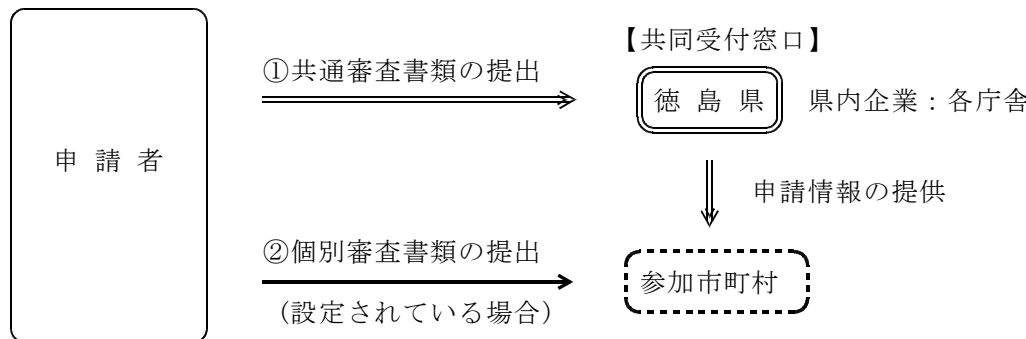 【共同受付窓口】
①共通審査書類の提出
徳 島 県
県内企業：各庁舎
申 請 者
申請情報の提供
②個別審査書類の提出
参加市町村
（設定されている場合）